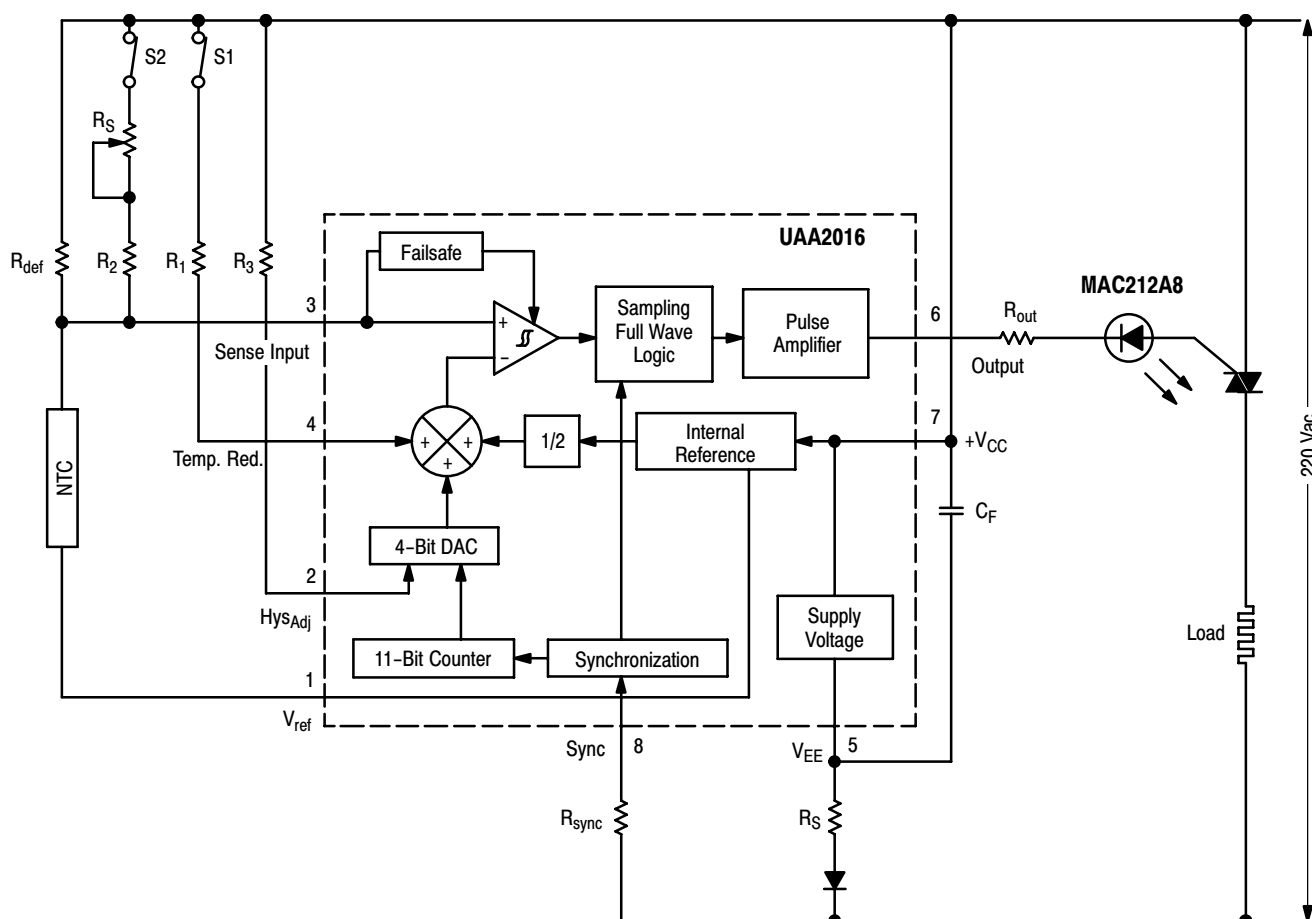 S2
S1
R_S
UAA2016
Failsafe
R_def
R_2
R_1
R_3
MAC212A8
3
Sampling
Full Wave
Logic
Pulse
Amplifier
6
R_out
+
–
Sense Input
Output
220 Vac
4
+
+
+
1/2
Internal
Reference
7
+V_CC
Temp. Red.
NTC
C_F
4–Bit DAC
2
Hys_Adj
Supply
Voltage
Load
11–Bit Counter
Synchronization
1
V_ref
Sync
8
V_EE
5
R_sync
R_S